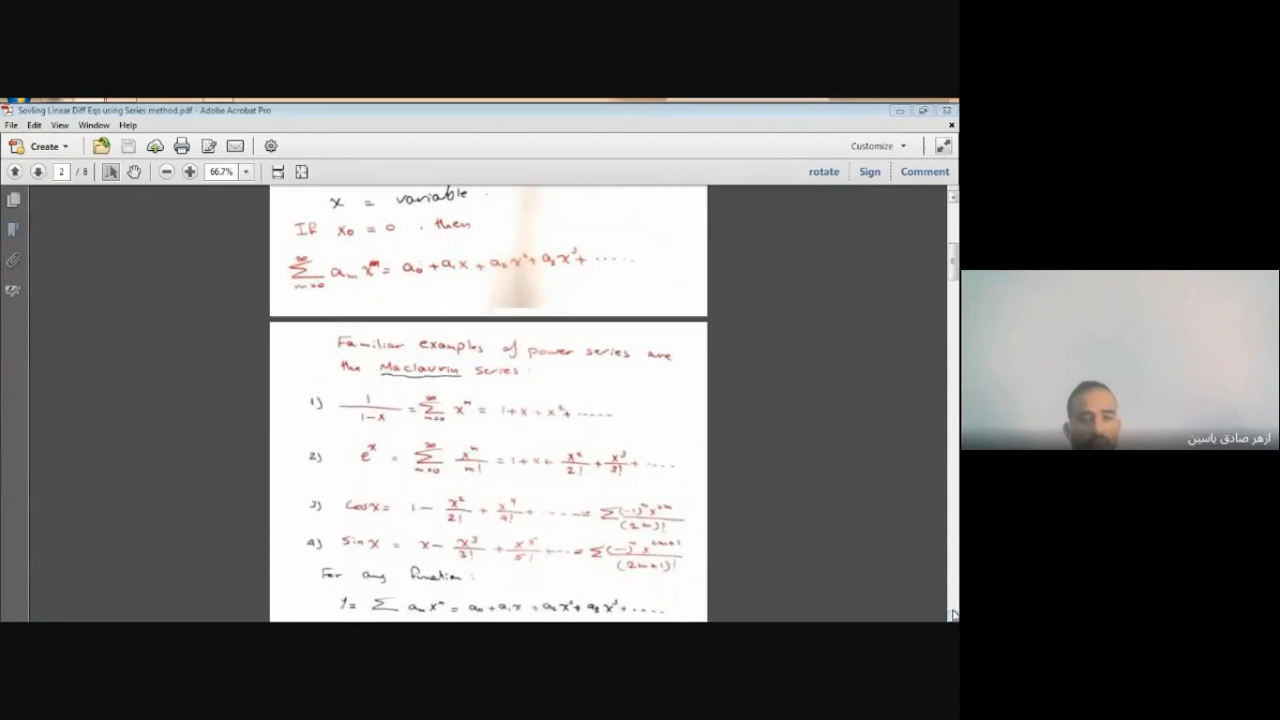 Sovling Linear Diff Eqs using Series method.pdf - Adobe Acrobat Pro
File Edit View Window Help
Create Customize
2 / 8 66.7% rotate Sign Comment
x = variable.
If x₀ = 0 , then
∞ Σ m=0 aₘ xᵐ = a₀ + a₁x + a₂x² + a₃x³ + .....
Familiar examples of power series are
the Maclaurin series:
1) 1/(1-x) = ∞ Σ m=0 xᵐ = 1 + x + x² + .....
2) eˣ = ∞ Σ m=0 xᵐ/m! = 1 + x + x²/2! + x³/3! + ....
3) Cos x = 1 - x²/2! + x⁴/4! + ..... = Σ (-1)ᵐ x²ᵐ/(2m)!
4) Sin x = x - x³/3! + x⁵/5! + ... = Σ (-1)ᵐ x²ᵐ⁺¹/(2m+1)!
For any function:
y = Σ aₘ xᵐ = a₀ + a₁x + a₂x² + a₃x³ + .....
ازهر صادق ياسين